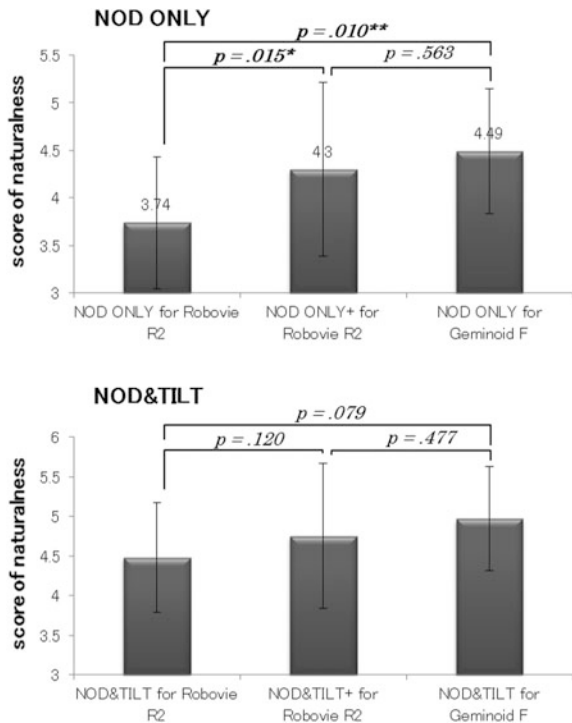 NOD ONLY
p = .010**
p = .015*
p = .563
score of naturalness
5.5
5
4.5
4
3.5
3
3.74
4.3
4.49
NOD ONLY for Robovie R2
NOD ONLY+ for Robovie R2
NOD ONLY for Geminoid F
NOD&TILT
p = .079
p = .120
p = .477
score of naturalness
6
5.5
5
4.5
4
3.5
3
NOD&TILT for Robovie R2
NOD&TILT+ for Robovie R2
NOD&TILT for Geminoid F